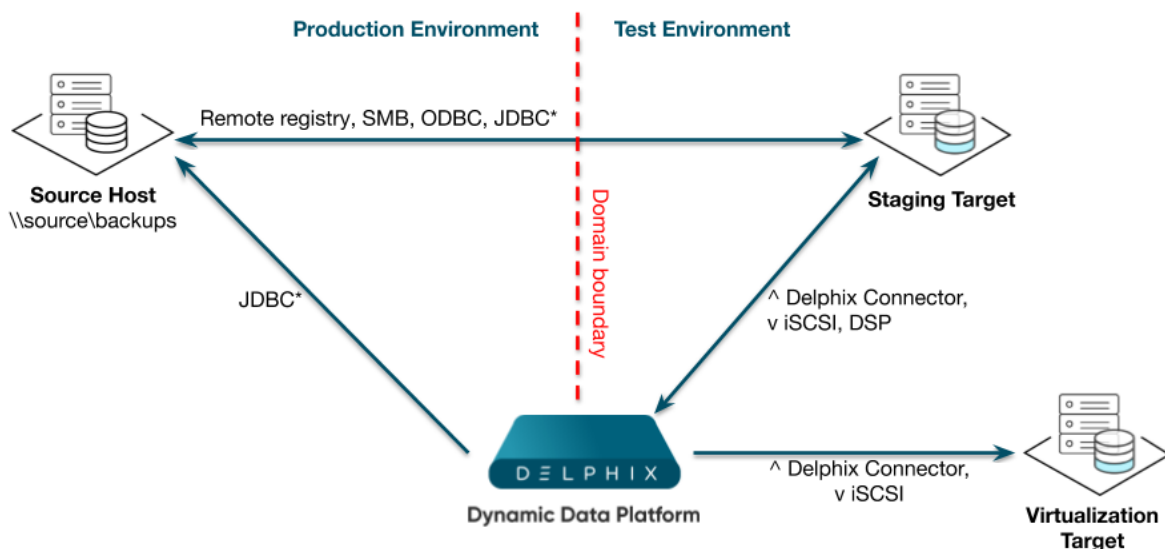 Production Environment
Test Environment
Remote registry, SMB, ODBC, JDBC*
Source Host
\\source\backups
Staging Target
Domain boundary
JDBC*
^ Delphix Connector,
v iSCSI, DSP
DELPHIX
Dynamic Data Platform
^ Delphix Connector,
v iSCSI
Virtualization
Target